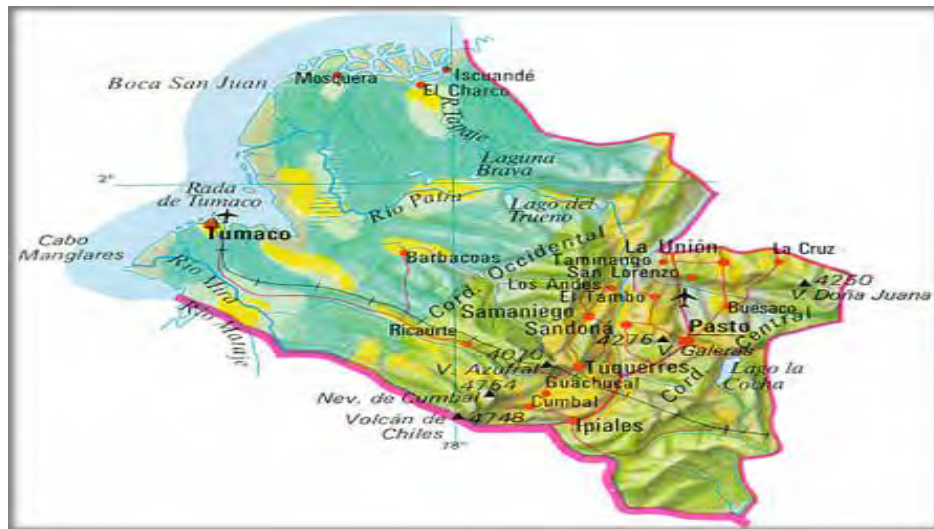 Mosquera
Iscuandé
El Charco
Boca San Juan
R. Tapaje
Laguna
Brava
2°
Rada
de Tumaco
Río Patía
Lago del
Trueno
Tumaco
Cabo
Manglares
Barbacoas
Cord. Occidental
La Unión
La Cruz
Taminango
San Lorenzo
Los Andes
El Tambo
4250
V. Doña Juana
Río Mira
Río Mataje
Samaniego
Buesaco
Ricaurte
Sandoná
Pasto
4276
V. Galeras
Cord. Central
4070
V. Azufral
Tuquerres
Lago la
Cocha
4764
Guachucal
Nev. de Cumbal
Cumbal
Volcán de
Chiles
4748
Ipiales
78°